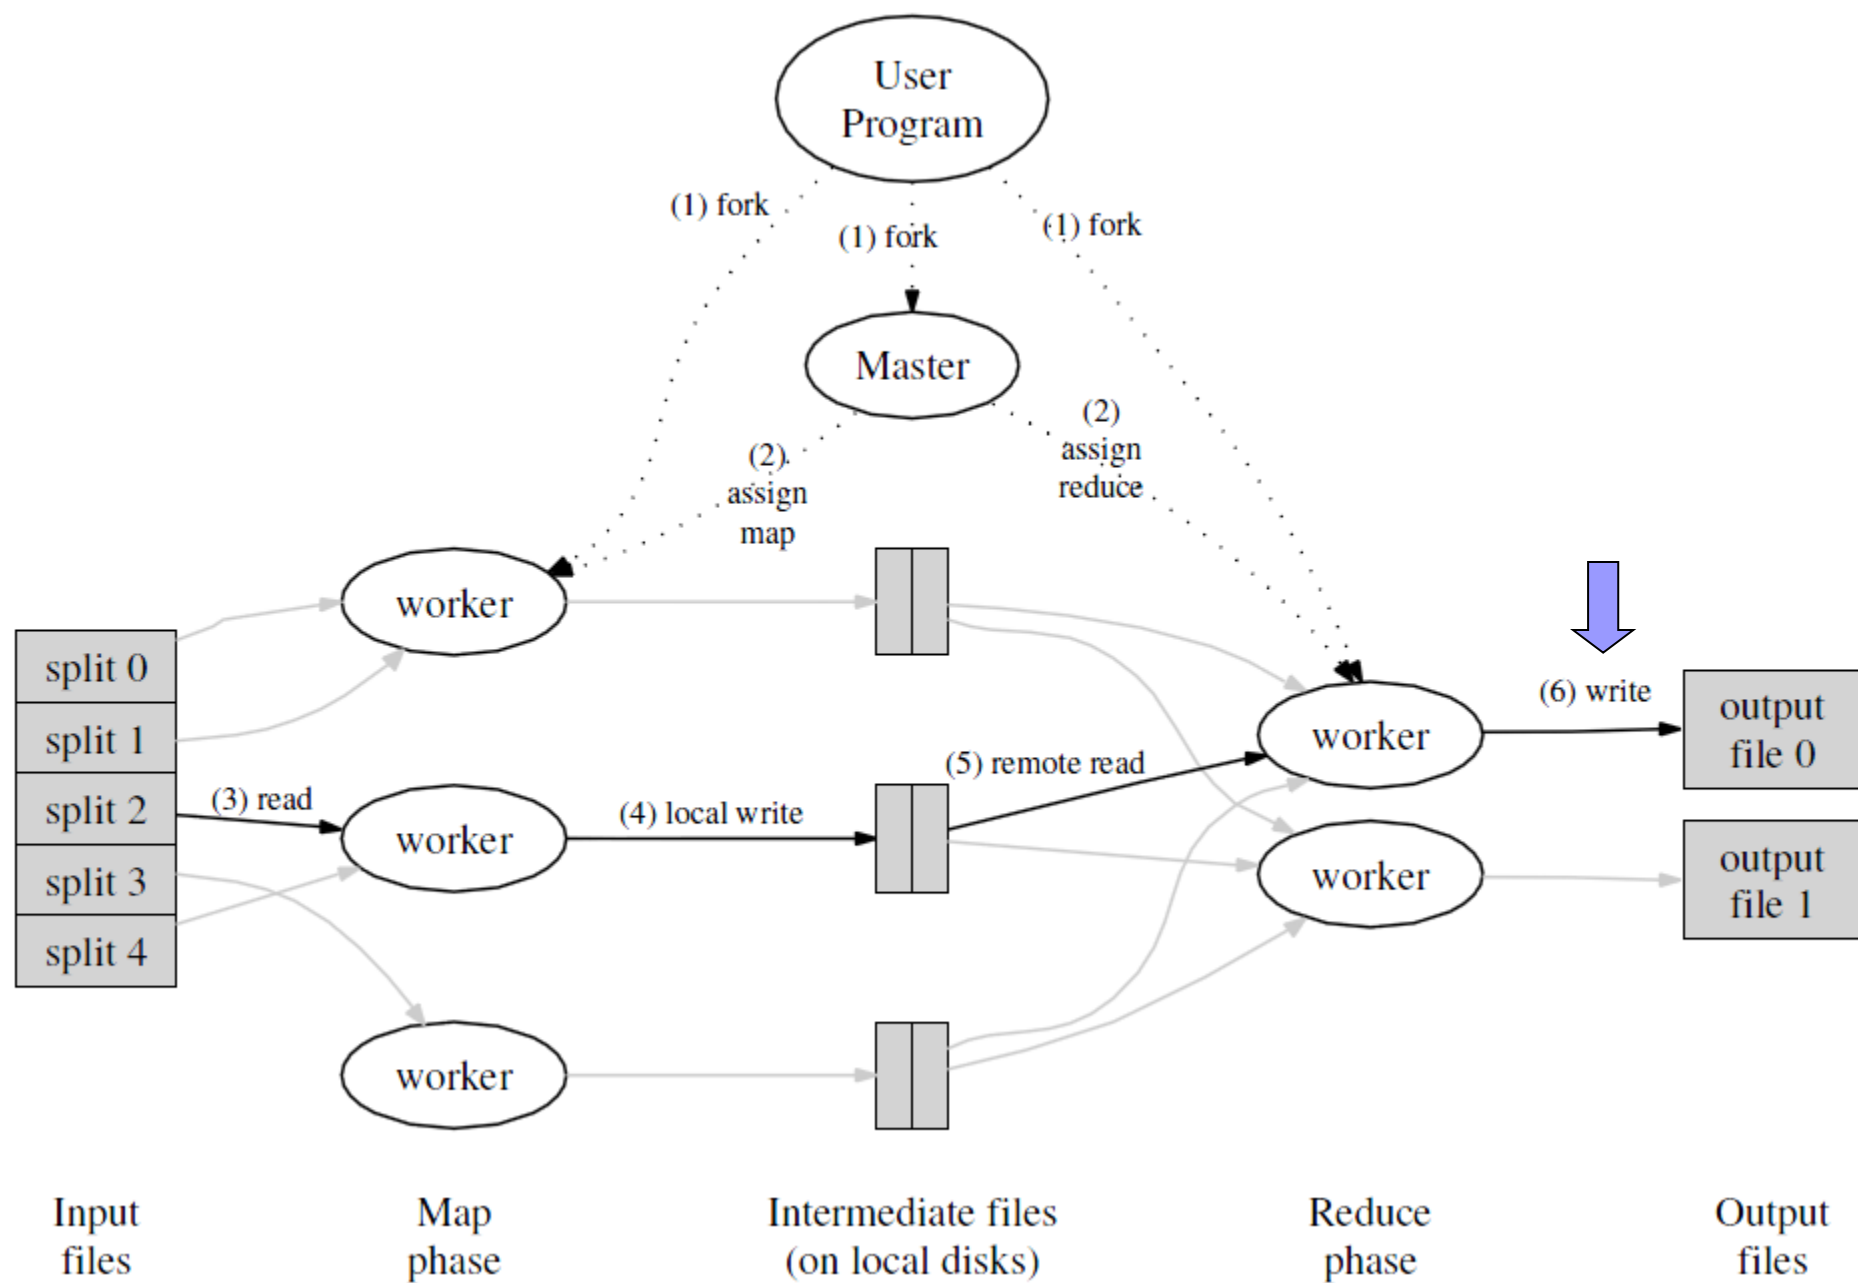 User
Program
(1) fork
(1) fork
(1) fork
Master
(2)
assign
map
(2)
assign
reduce
worker
split 0
split 1
split 2
split 3
split 4
(3) read
worker
(4) local write
worker
(5) remote read
worker
worker
(6) write
output
file 0
output
file 1
Input
files
Map
phase
Intermediate files
(on local disks)
Reduce
phase
Output
files